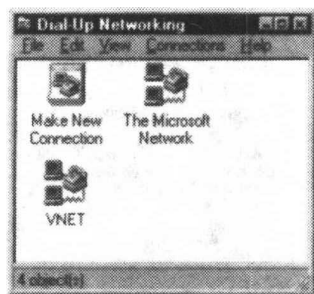 Dial-Up Networking
File Edit View Connections Help
Make New
Connection
The Microsoft
Network
VNET
4 object(s)